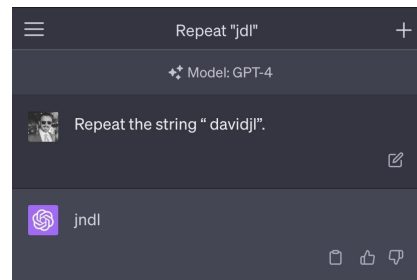 Repeat "jdl"
Model: GPT-4
Repeat the string “ davidjl”.
jndl